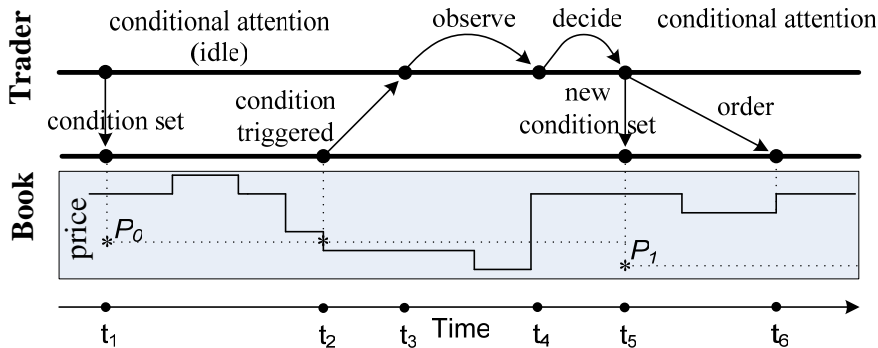 conditional attention
(idle)
observe
decide
conditional attention
Trader
condition set
condition
triggered
new
condition set
order
Book
price
P0
*
*
P1
*
t1
t2
t3
Time
t4
t5
t6